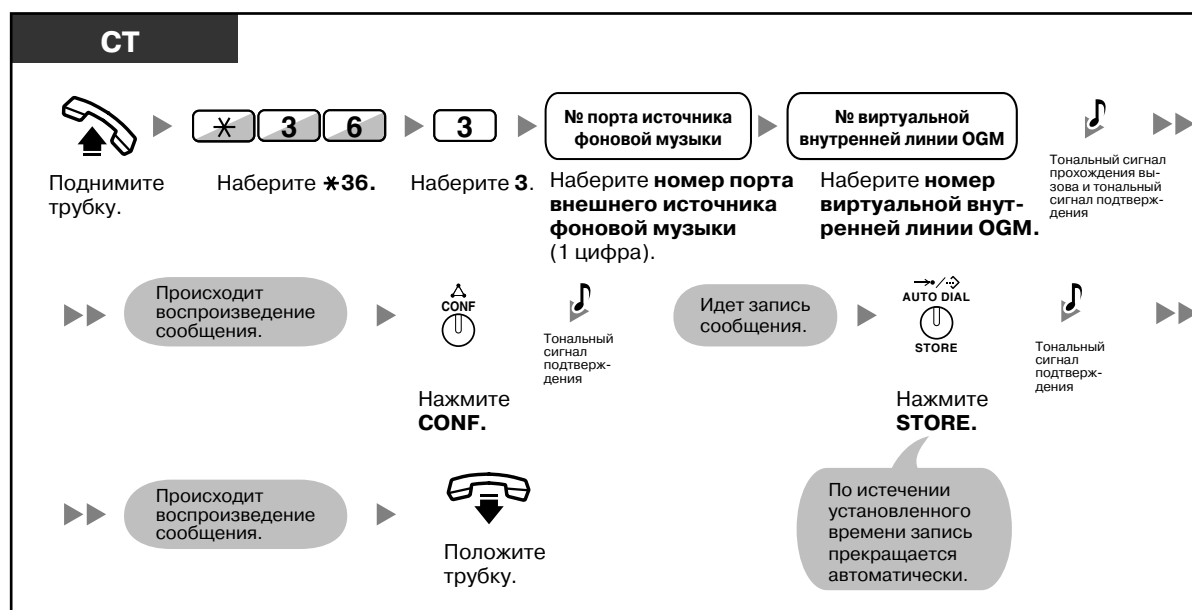 СТ
✳ 3 6
3
№ порта источника
фоновой музыки
№ виртуальной
внутренней линии OGM
Поднимите
трубку.
Наберите ✳36.
Наберите 3.
Наберите номер порта
внешнего источника
фоновой музыки
(1 цифра).
Наберите номер
виртуальной внут-
ренней линии OGM.
Тональный сигнал
прохождения вы-
зова и тональный
сигнал подтверж-
дения
Происходит
воспроизведение
сообщения.
CONF
Нажмите
CONF.
Тональный
сигнал
подтверж-
дения
Идет запись
сообщения.
AUTO DIAL
STORE
Нажмите
STORE.
По истечении
установленного
времени запись
прекращается
автоматически.
Тональный
сигнал
подтверж-
дения
Происходит
воспроизведение
сообщения.
Положите
трубку.